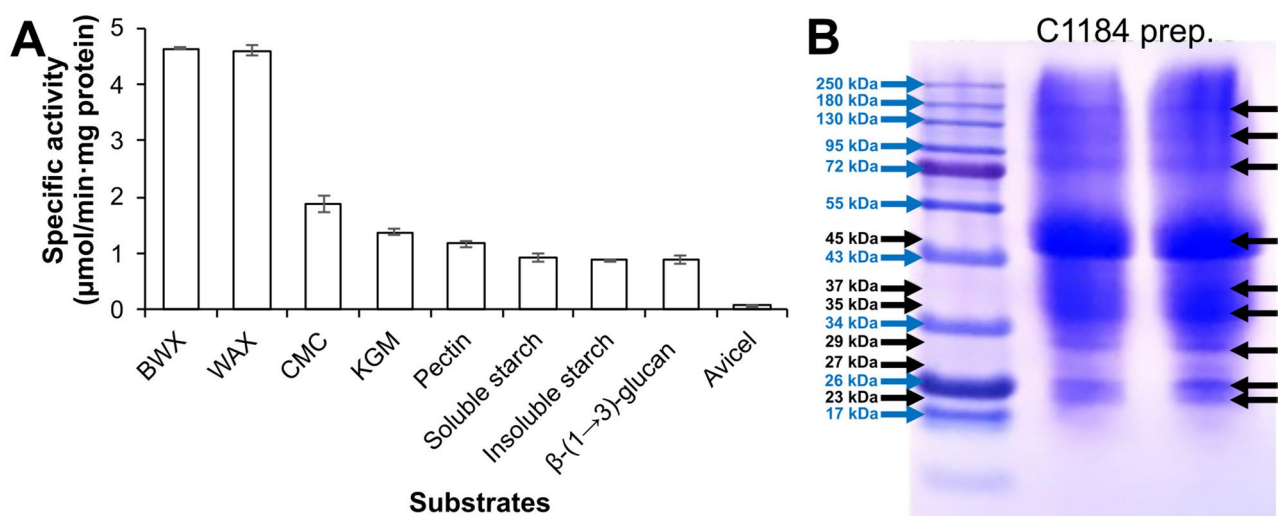 A
Specific activity
(µmol/min·mg protein)
5
4
3
2
1
0
BWX
WAX
CMC
KGM
Pectin
Soluble starch
Insoluble starch
β-(1→3)-glucan
Avicel
Substrates
B
C1184 prep.
250 kDa
180 kDa
130 kDa
95 kDa
72 kDa
55 kDa
45 kDa
43 kDa
37 kDa
35 kDa
34 kDa
29 kDa
27 kDa
26 kDa
23 kDa
17 kDa